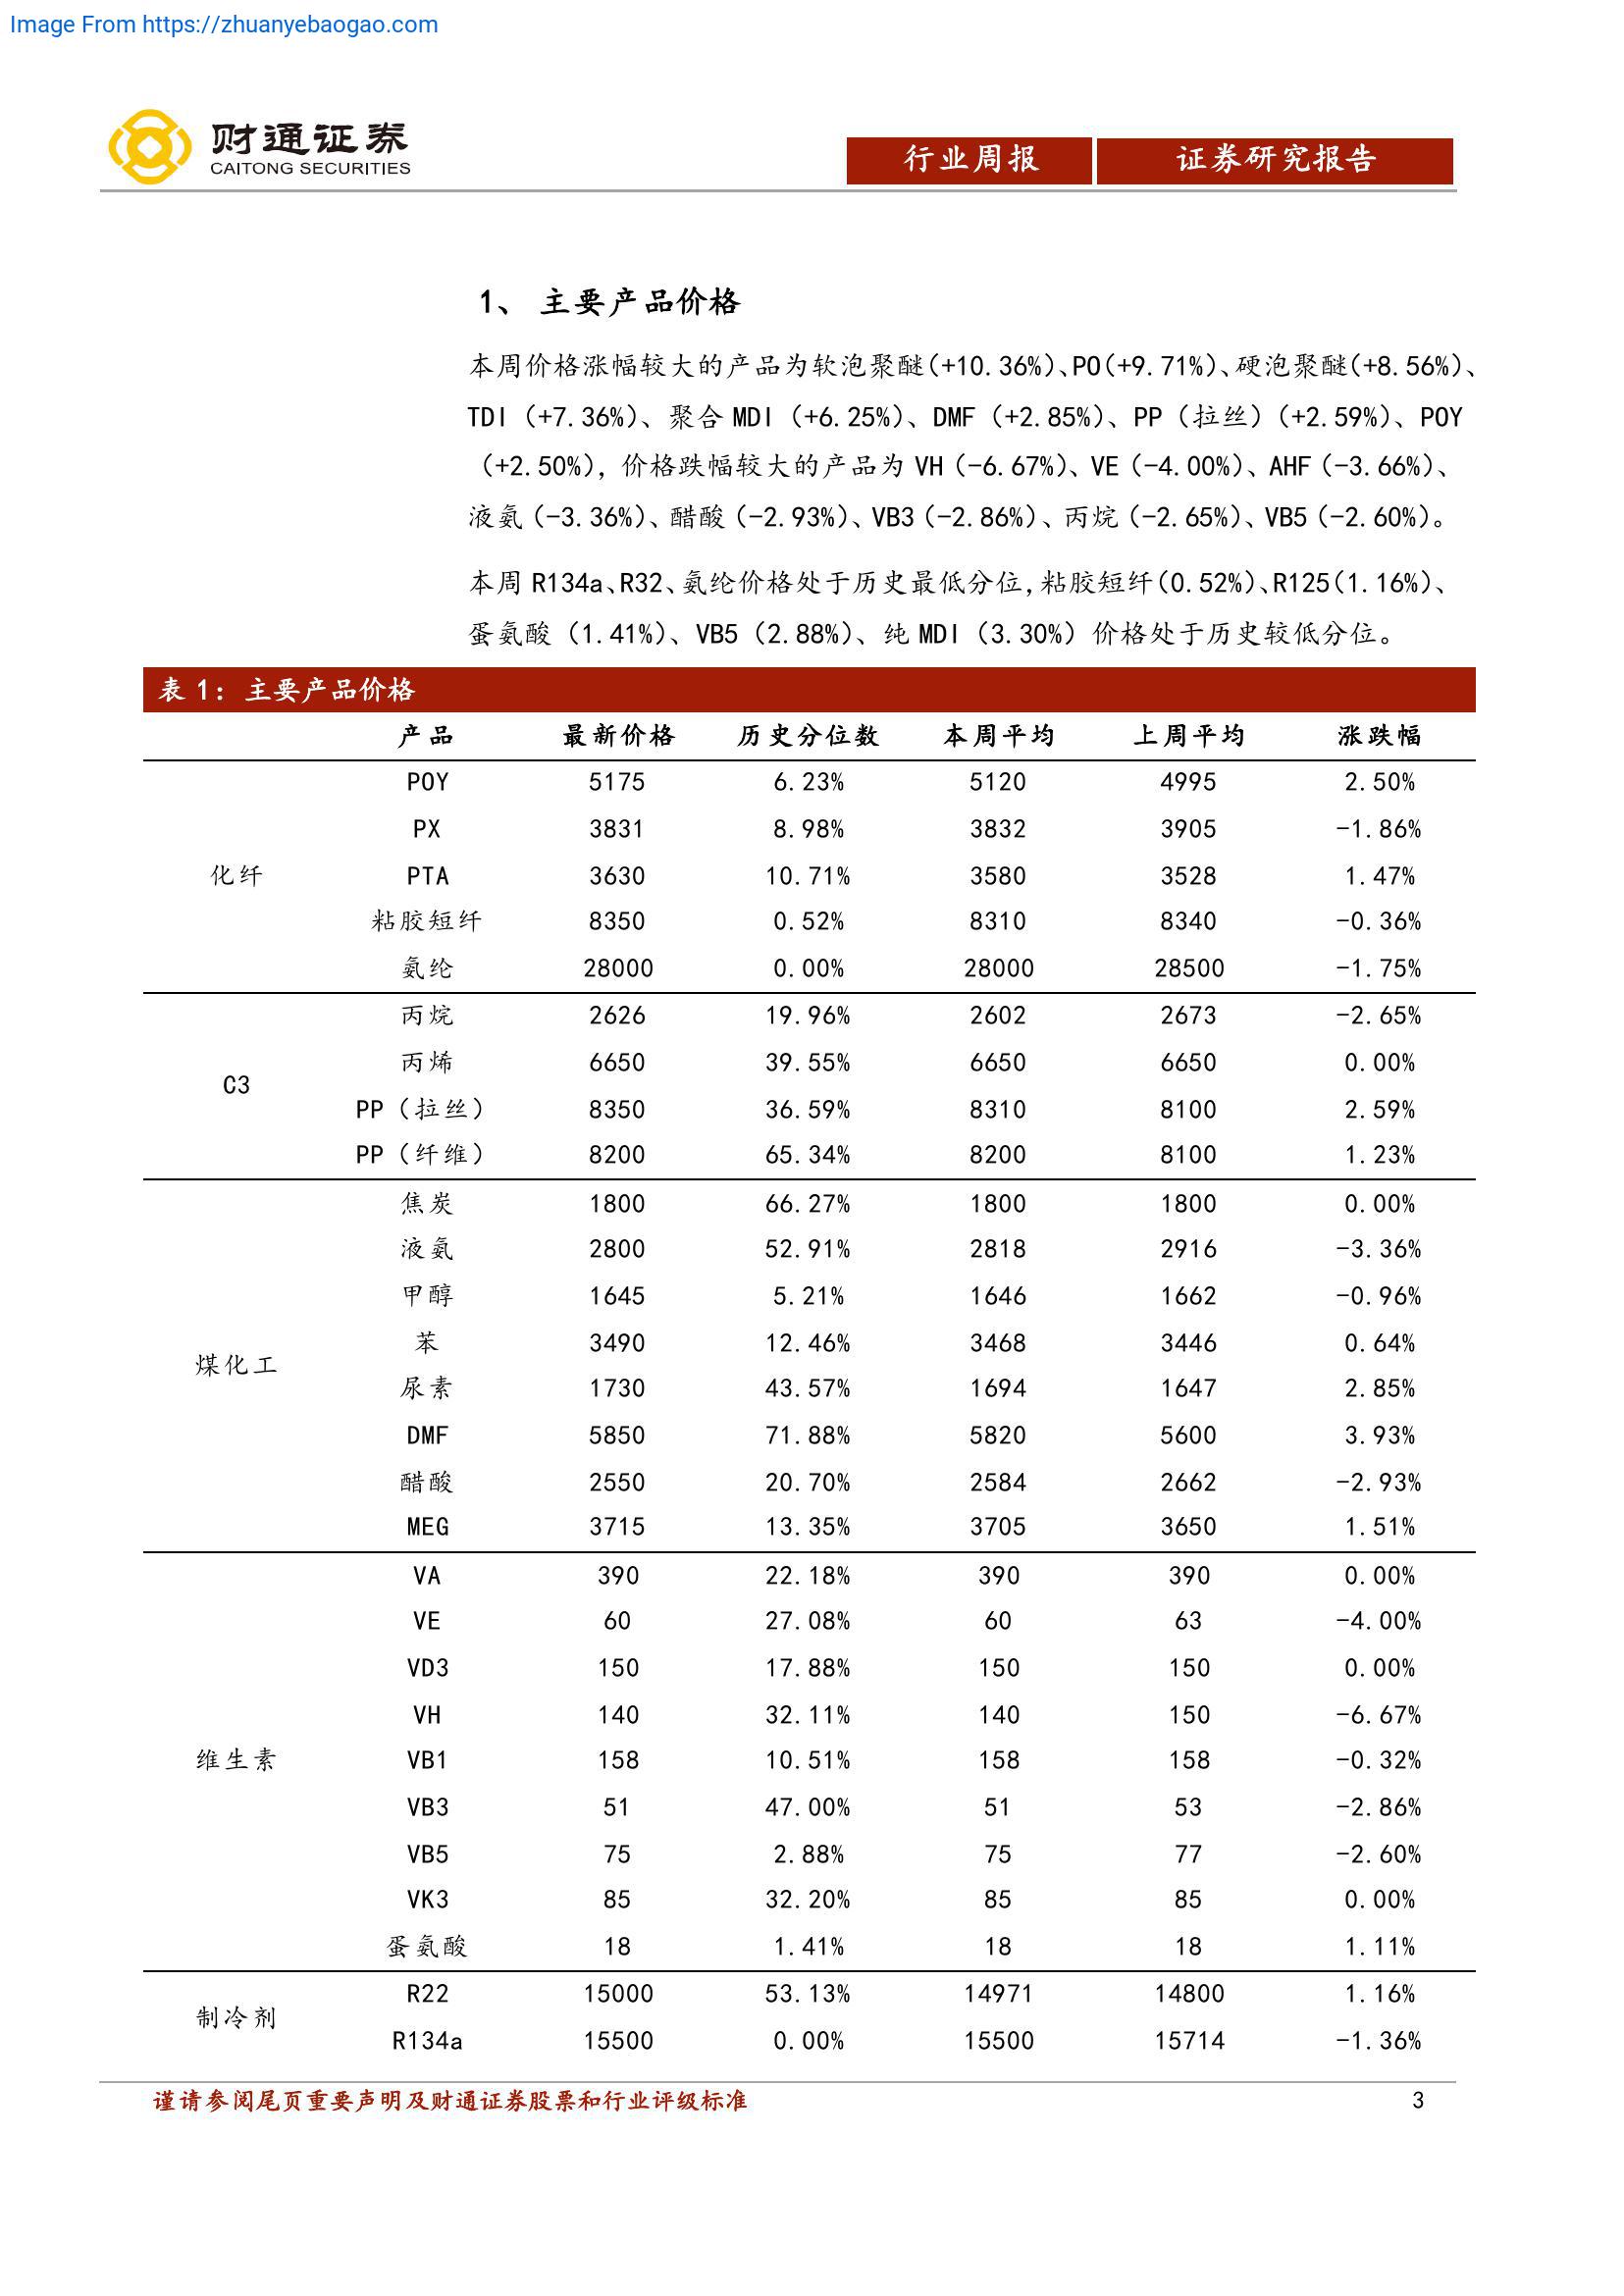 Image From https://zhuanyebaogao.com
财通证券
CAITONG SECURITIES
行业周报 证券研究报告
1、 主要产品价格
本周价格涨幅较大的产品为软泡聚醚(+10.36%)、PO(+9.71%)、硬泡聚醚(+8.56%)、
TDI（+7.36%）、聚合 MDI（+6.25%）、DMF（+2.85%）、PP（拉丝）（+2.59%）、POY
（+2.50%），价格跌幅较大的产品为 VH（-6.67%）、VE（-4.00%）、AHF（-3.66%）、
液氨（-3.36%）、醋酸（-2.93%）、VB3（-2.86%）、丙烷（-2.65%）、VB5（-2.60%）。
本周 R134a、R32、氨纶价格处于历史最低分位,粘胶短纤(0.52%)、R125(1.16%)、
蛋氨酸（1.41%）、VB5（2.88%）、纯 MDI（3.30%）价格处于历史较低分位。
表 1：主要产品价格
产品 最新价格 历史分位数 本周平均 上周平均 涨跌幅
POY 5175 6.23% 5120 4995 2.50%
PX 3831 8.98% 3832 3905 -1.86%
化纤 PTA 3630 10.71% 3580 3528 1.47%
粘胶短纤 8350 0.52% 8310 8340 -0.36%
氨纶 28000 0.00% 28000 28500 -1.75%
丙烷 2626 19.96% 2602 2673 -2.65%
丙烯 6650 39.55% 6650 6650 0.00%
C3
PP（拉丝） 8350 36.59% 8310 8100 2.59%
PP（纤维） 8200 65.34% 8200 8100 1.23%
焦炭 1800 66.27% 1800 1800 0.00%
液氨 2800 52.91% 2818 2916 -3.36%
甲醇 1645 5.21% 1646 1662 -0.96%
苯 3490 12.46% 3468 3446 0.64%
煤化工
尿素 1730 43.57% 1694 1647 2.85%
DMF 5850 71.88% 5820 5600 3.93%
醋酸 2550 20.70% 2584 2662 -2.93%
MEG 3715 13.35% 3705 3650 1.51%
VA 390 22.18% 390 390 0.00%
VE 60 27.08% 60 63 -4.00%
VD3 150 17.88% 150 150 0.00%
VH 140 32.11% 140 150 -6.67%
维生素 VB1 158 10.51% 158 158 -0.32%
VB3 51 47.00% 51 53 -2.86%
VB5 75 2.88% 75 77 -2.60%
VK3 85 32.20% 85 85 0.00%
蛋氨酸 18 1.41% 18 18 1.11%
R22 15000 53.13% 14971 14800 1.16%
制冷剂
R134a 15500 0.00% 15500 15714 -1.36%
谨请参阅尾页重要声明及财通证券股票和行业评级标准 3